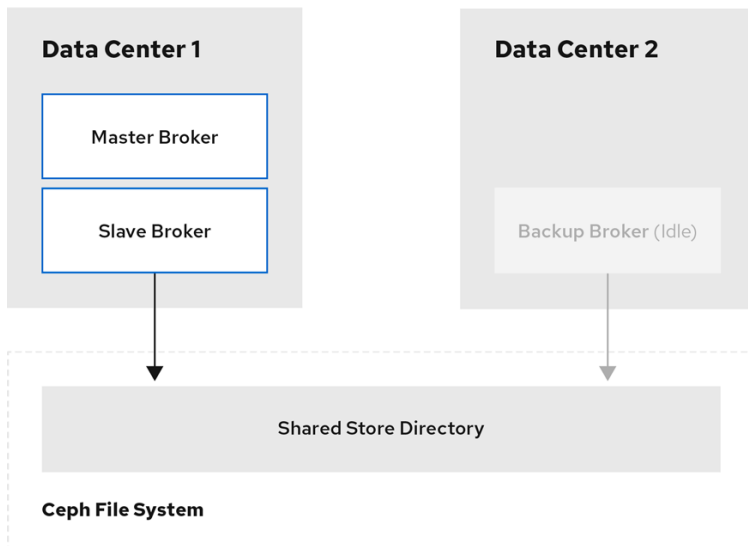 Data Center 1
Data Center 2
Master Broker
Slave Broker
Backup Broker (Idle)
Shared Store Directory
Ceph File System